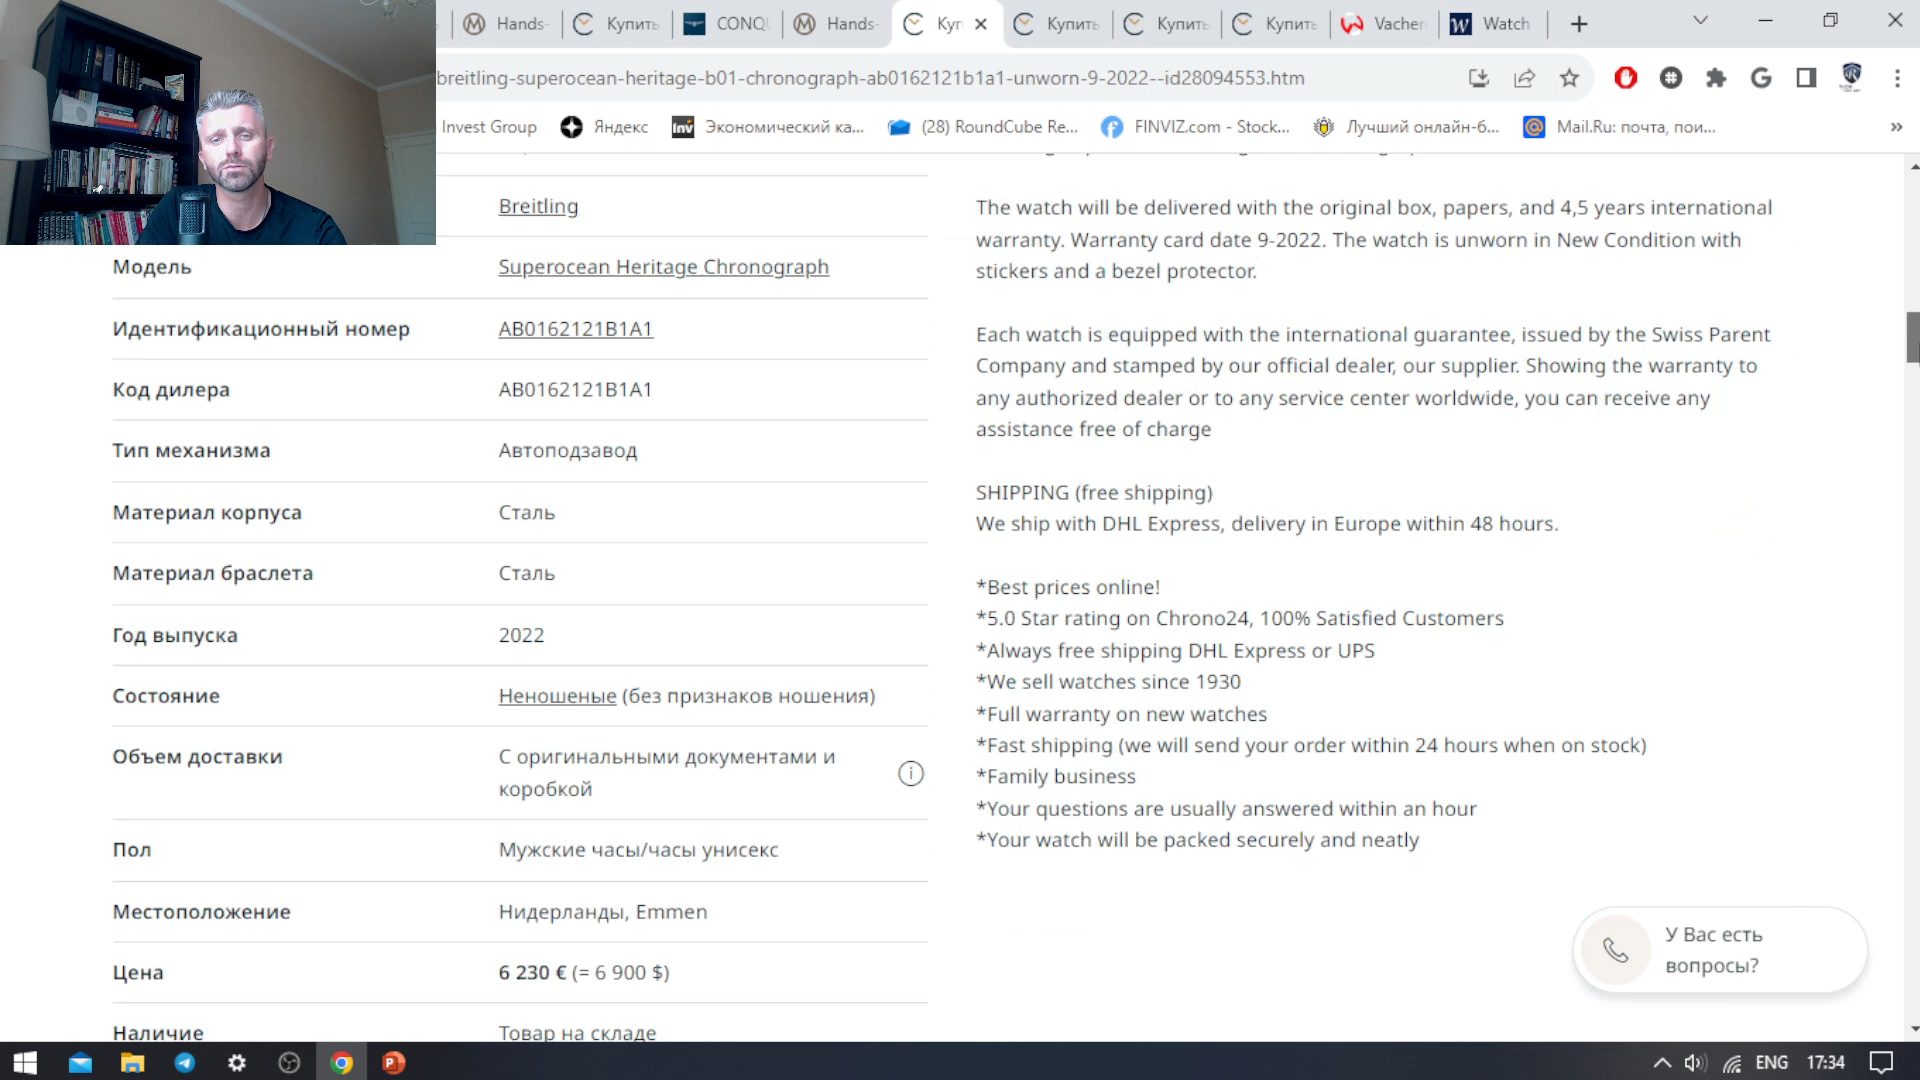 Hands-
Купить
CONQU
Hands-
Куп
Купить
Купить
Купить
Vacher
Watch
breitling-superocean-heritage-b01-chronograph-ab0162121b1a1-unworn-9-2022--id28094553.htm
Invest Group
Яндекс
Inv
Экономический ка...
(28) RoundCube Re...
FINVIZ.com - Stock...
Лучший онлайн-б...
Mail.Ru: почта, пои...
»
Breitling
Модель
Superocean Heritage Chronograph
Идентификационный номер
AB0162121B1A1
Код дилера
AB0162121B1A1
Тип механизма
Автоподзавод
Материал корпуса
Сталь
Материал браслета
Сталь
Год выпуска
2022
Состояние
Неношеные (без признаков ношения)
Объем доставки
С оригинальными документами и
коробкой
Пол
Мужские часы/часы унисекс
Местоположение
Нидерланды, Emmen
Цена
6 230 € (= 6 900 $)
Наличие
Товар на складе
The watch will be delivered with the original box, papers, and 4,5 years international
warranty. Warranty card date 9-2022. The watch is unworn in New Condition with
stickers and a bezel protector.
Each watch is equipped with the international guarantee, issued by the Swiss Parent
Company and stamped by our official dealer, our supplier. Showing the warranty to
any authorized dealer or to any service center worldwide, you can receive any
assistance free of charge
SHIPPING (free shipping)
We ship with DHL Express, delivery in Europe within 48 hours.
*Best prices online!
*5.0 Star rating on Chrono24, 100% Satisfied Customers
*Always free shipping DHL Express or UPS
*We sell watches since 1930
*Full warranty on new watches
*Fast shipping (we will send your order within 24 hours when on stock)
*Family business
*Your questions are usually answered within an hour
*Your watch will be packed securely and neatly
У Вас есть
вопросы?
ENG
17:34